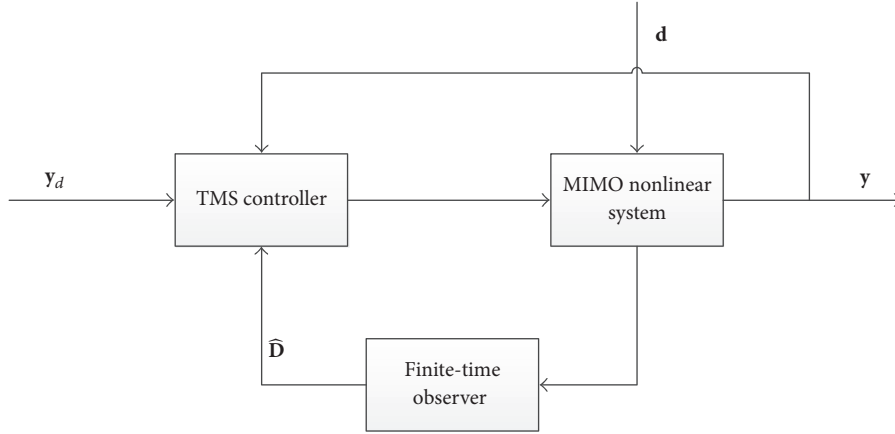 d
y_d
TMS controller
MIMO nonlinear
system
y
D̂
Finite-time
observer